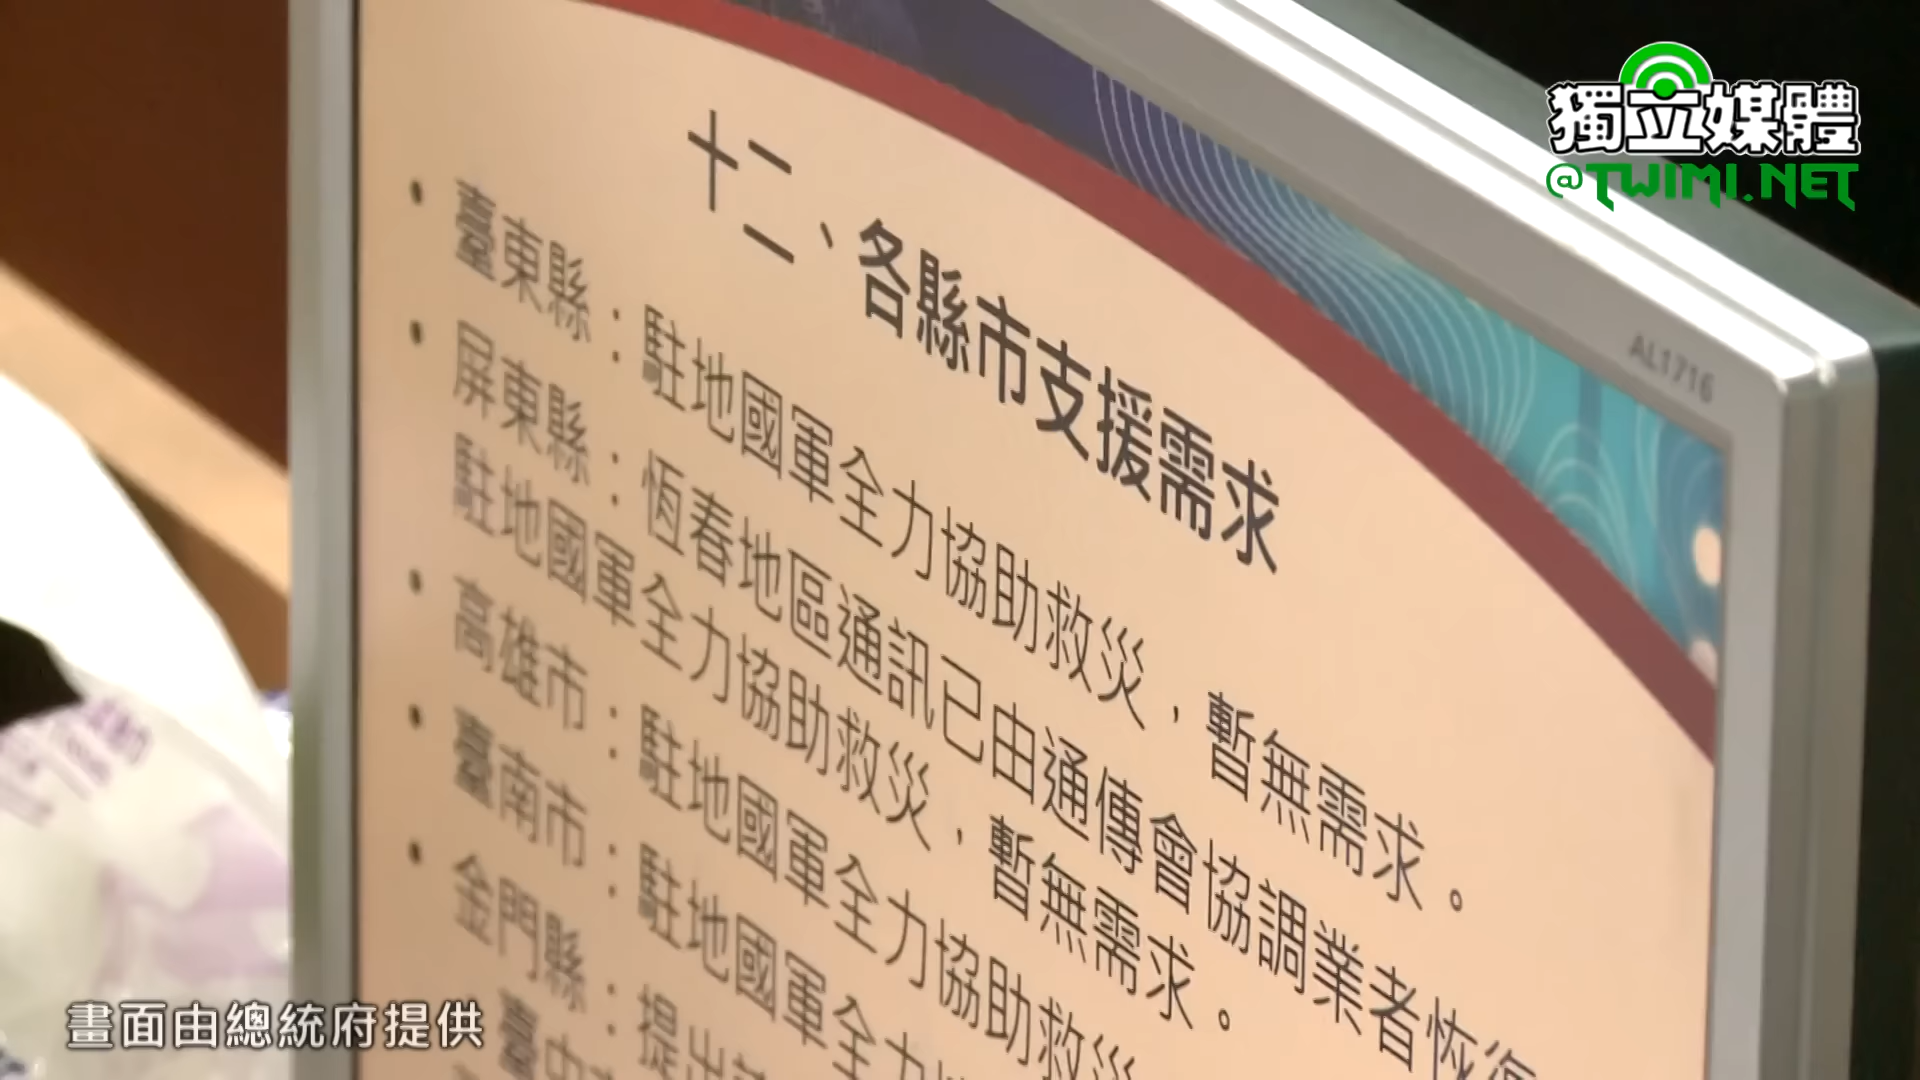 獨立媒體
@TWIMI.NET
AL1716
十二、各縣市支援需求
• 臺東縣：駐地國軍全力協助救災，暫無需求。
• 屏東縣：恆春地區通訊已由通傳會協調業者恢復
駐地國軍全力協助救災，暫無需求。
• 高雄市：駐地國軍全力協助救災
• 臺南市：駐地國軍全力
• 金門縣：提出
臺中
畫面由總統府提供